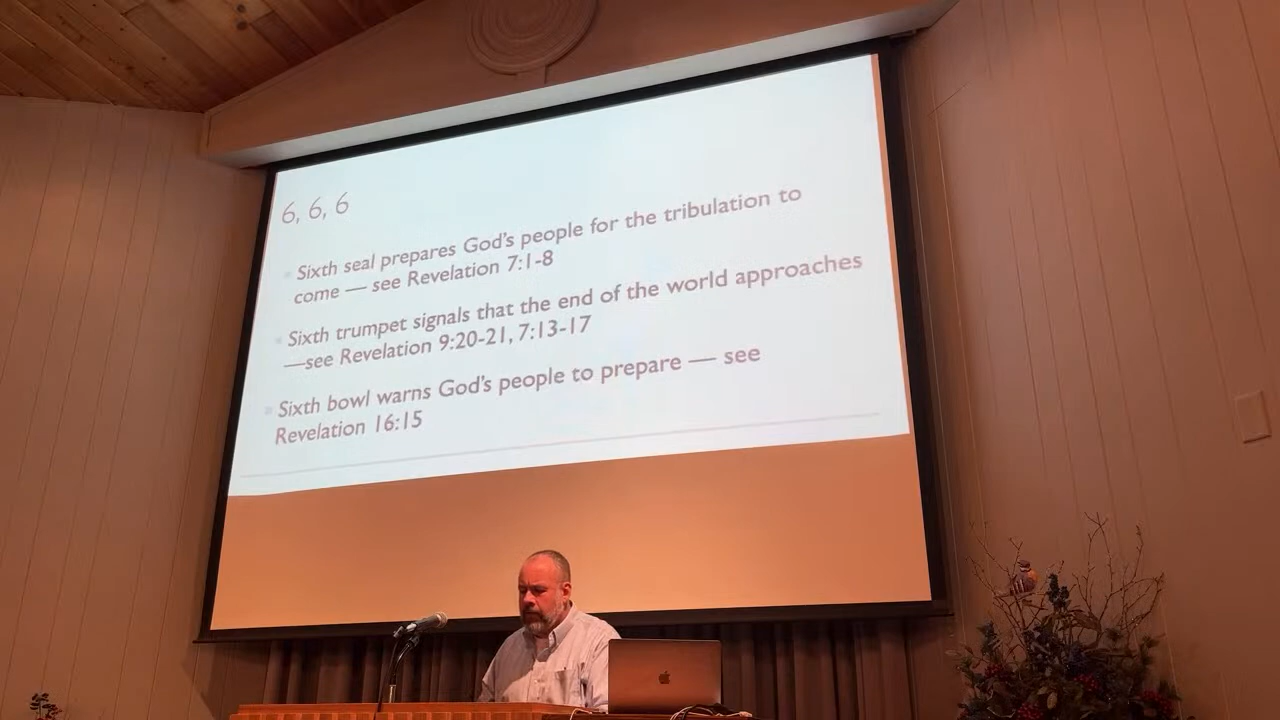 6, 6, 6
Sixth seal prepares God's people for the tribulation to
come — see Revelation 7:1-8
Sixth trumpet signals that the end of the world approaches
—see Revelation 9:20-21, 7:13-17
Sixth bowl warns God's people to prepare — see
Revelation 16:15